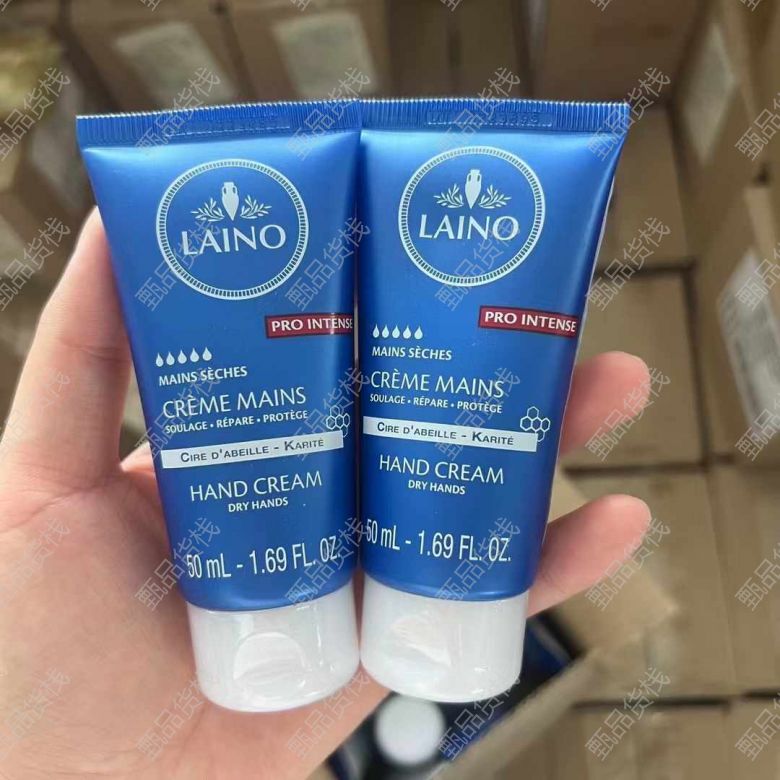 LAINO
PRO INTENSE
MAINS SÈCHES
CRÈME MAINS
SOULAGE • RÉPARE • PROTÈGE
CIRE D'ABEILLE - KARITÉ
HAND CREAM
DRY HANDS
50 mL - 1.69 FL. OZ.
LAINO
PRO INTENSE
MAINS SÈCHES
CRÈME MAINS
SOULAGE • RÉPARE • PROTÈGE
CIRE D'ABEILLE - KARITÉ
HAND CREAM
DRY HANDS
50 mL - 1.69 FL. OZ.
甄品货栈